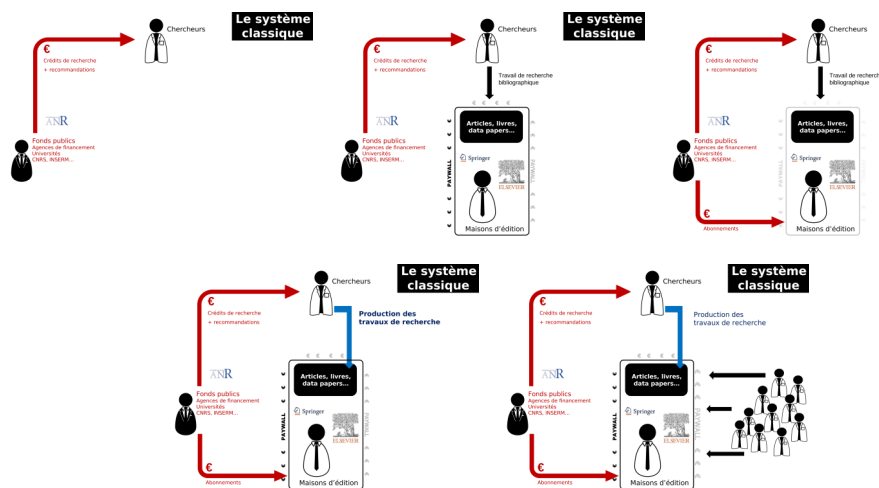 Le système
classique
Chercheurs
€
Crédits de recherche
+ recommandations
ANR
Fonds publics
Agences de financement
Universités
CNRS, INSERM...
Le système
classique
Chercheurs
€
Crédits de recherche
+ recommandations
Travail de recherche
bibliographique
ANR
Fonds publics
Agences de financement
Universités
CNRS, INSERM...
€ € € €
Articles, livres,
data papers...
Springer
ELSEVIER
PAYWALL
PAYWALL
Maisons d'édition
Chercheurs
€
Crédits de recherche
+ recommandations
Travail de recherche
bibliographique
ANR
Fonds publics
Agences de financement
Universités
CNRS, INSERM...
Articles, livres,
data papers...
Springer
ELSEVIER
PAYWALL
PAYWALL
€
Abonnements
Maisons d'édition
Le système
classique
Chercheurs
€
Crédits de recherche
+ recommandations
Production des
travaux de recherche
ANR
Fonds publics
Agences de financement
Universités
CNRS, INSERM...
€ € € €
Articles, livres,
data papers...
Springer
ELSEVIER
PAYWALL
PAYWALL
€
Abonnements
Maisons d'édition
Le système
classique
Chercheurs
€
Crédits de recherche
+ recommandations
Production des
travaux de recherche
ANR
Fonds publics
Agences de financement
Universités
CNRS, INSERM...
€ € € €
Articles, livres,
data papers...
Springer
ELSEVIER
PAYWALL
PAYWALL
€
Abonnements
Maisons d'édition